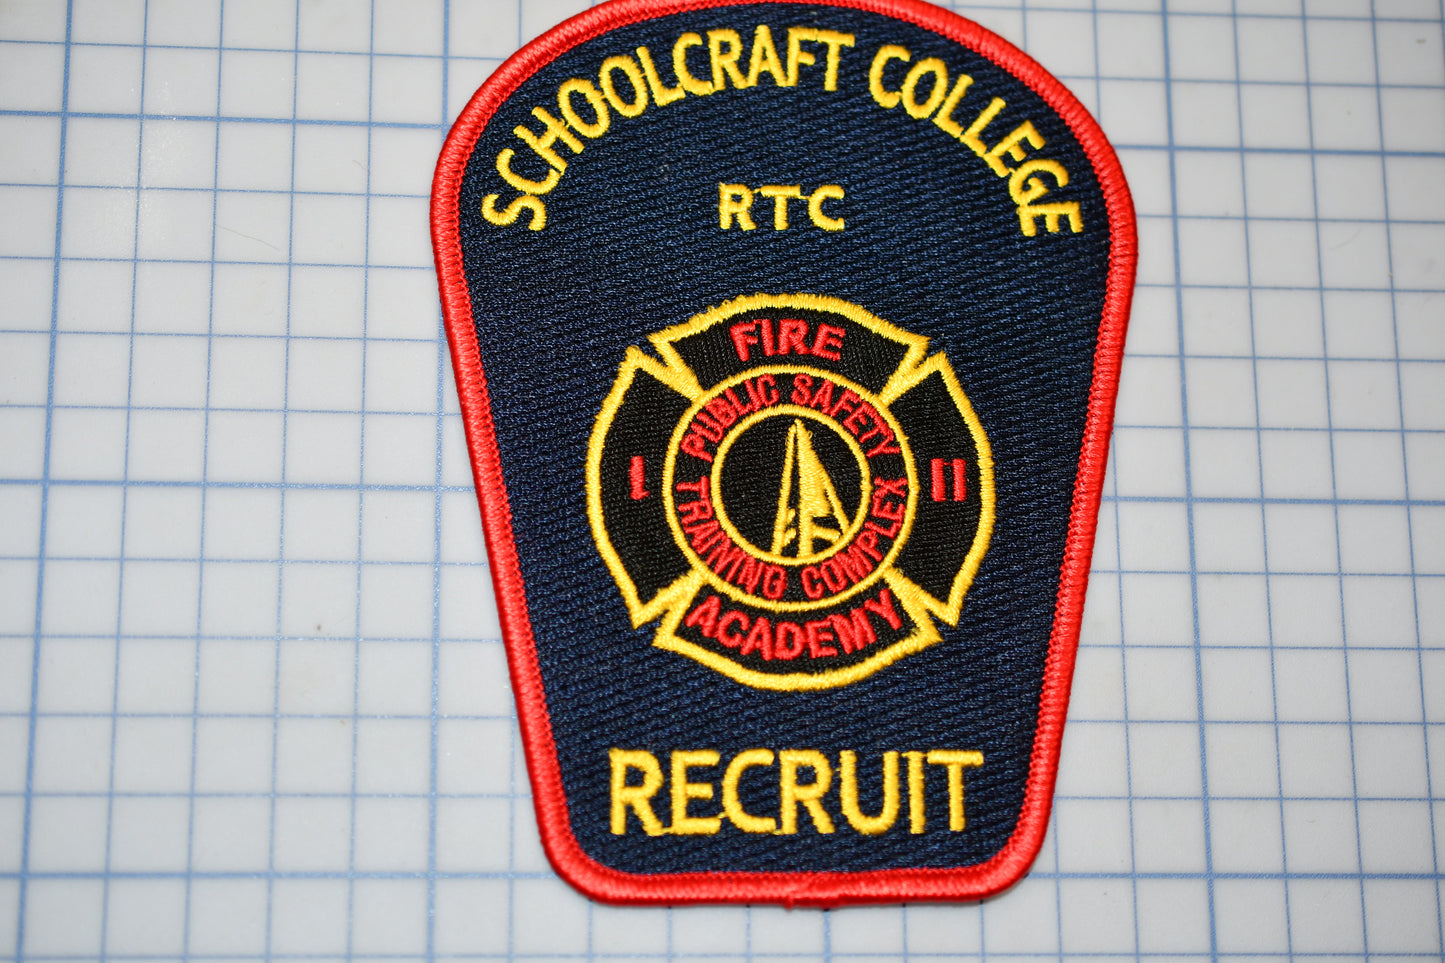 SCHOOLCRAFT COLLEGE
RTC
FIRE
PUBLIC SAFETY
I II
TRAINING COMPLEX
ACADEMY
RECRUIT